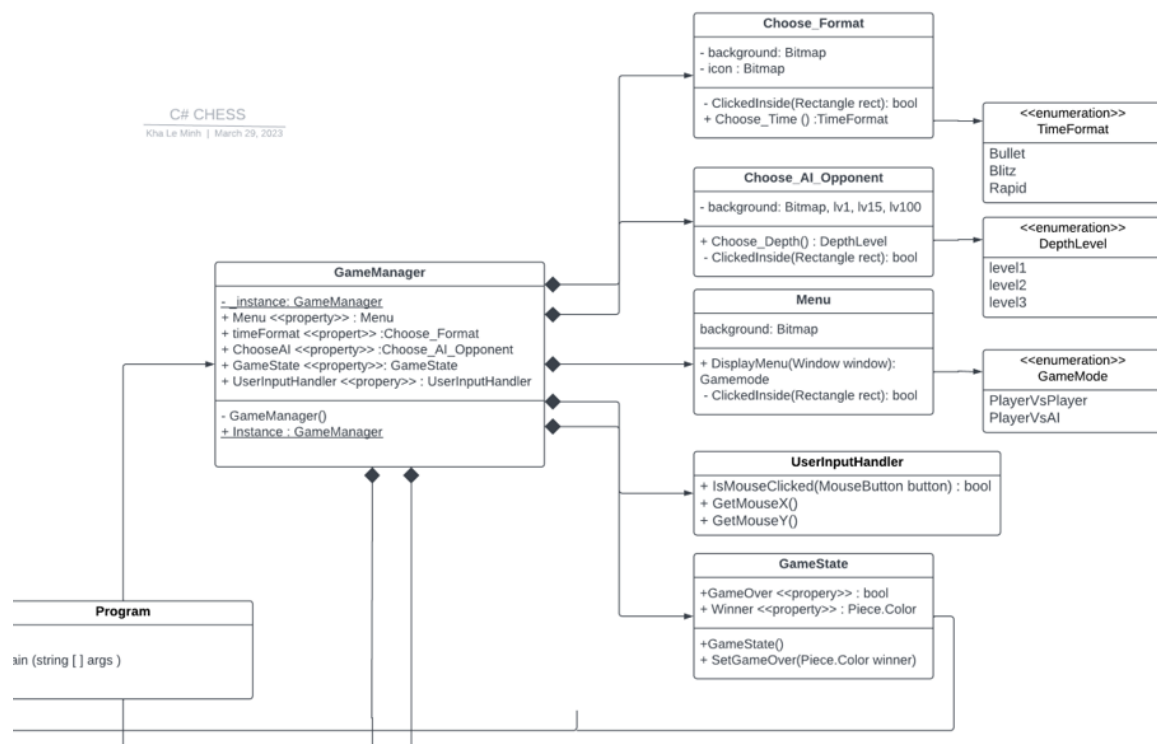 C# CHESS
Kha Le Minh | March 29, 2023
Choose_Format
- background: Bitmap
- icon : Bitmap
- ClickedInside(Rectangle rect): bool
+ Choose_Time () :TimeFormat
<<enumeration>>
TimeFormat
Bullet
Blitz
Rapid
Choose_AI_Opponent
- background: Bitmap, lv1, lv15, lv100
+ Choose_Depth() : DepthLevel
- ClickedInside(Rectangle rect): bool
<<enumeration>>
DepthLevel
level1
level2
level3
GameManager
- _instance: GameManager
+ Menu <<property>> : Menu
+ timeFormat <<propert>> :Choose_Format
+ ChooseAI <<property>> :Choose_AI_Opponent
+ GameState <<property>>: GameState
+ UserInputHandler <<propery>> : UserInputHandler
- GameManager()
+ Instance : GameManager
Menu
background: Bitmap
+ DisplayMenu(Window window):
Gamemode
- ClickedInside(Rectangle rect): bool
<<enumeration>>
GameMode
PlayerVsPlayer
PlayerVsAI
UserInputHandler
+ IsMouseClicked(MouseButton button) : bool
+ GetMouseX()
+ GetMouseY()
GameState
+GameOver <<propery>> : bool
+ Winner <<property>> : Piece.Color
+GameState()
+ SetGameOver(Piece.Color winner)
Program
ain (string [ ] args )